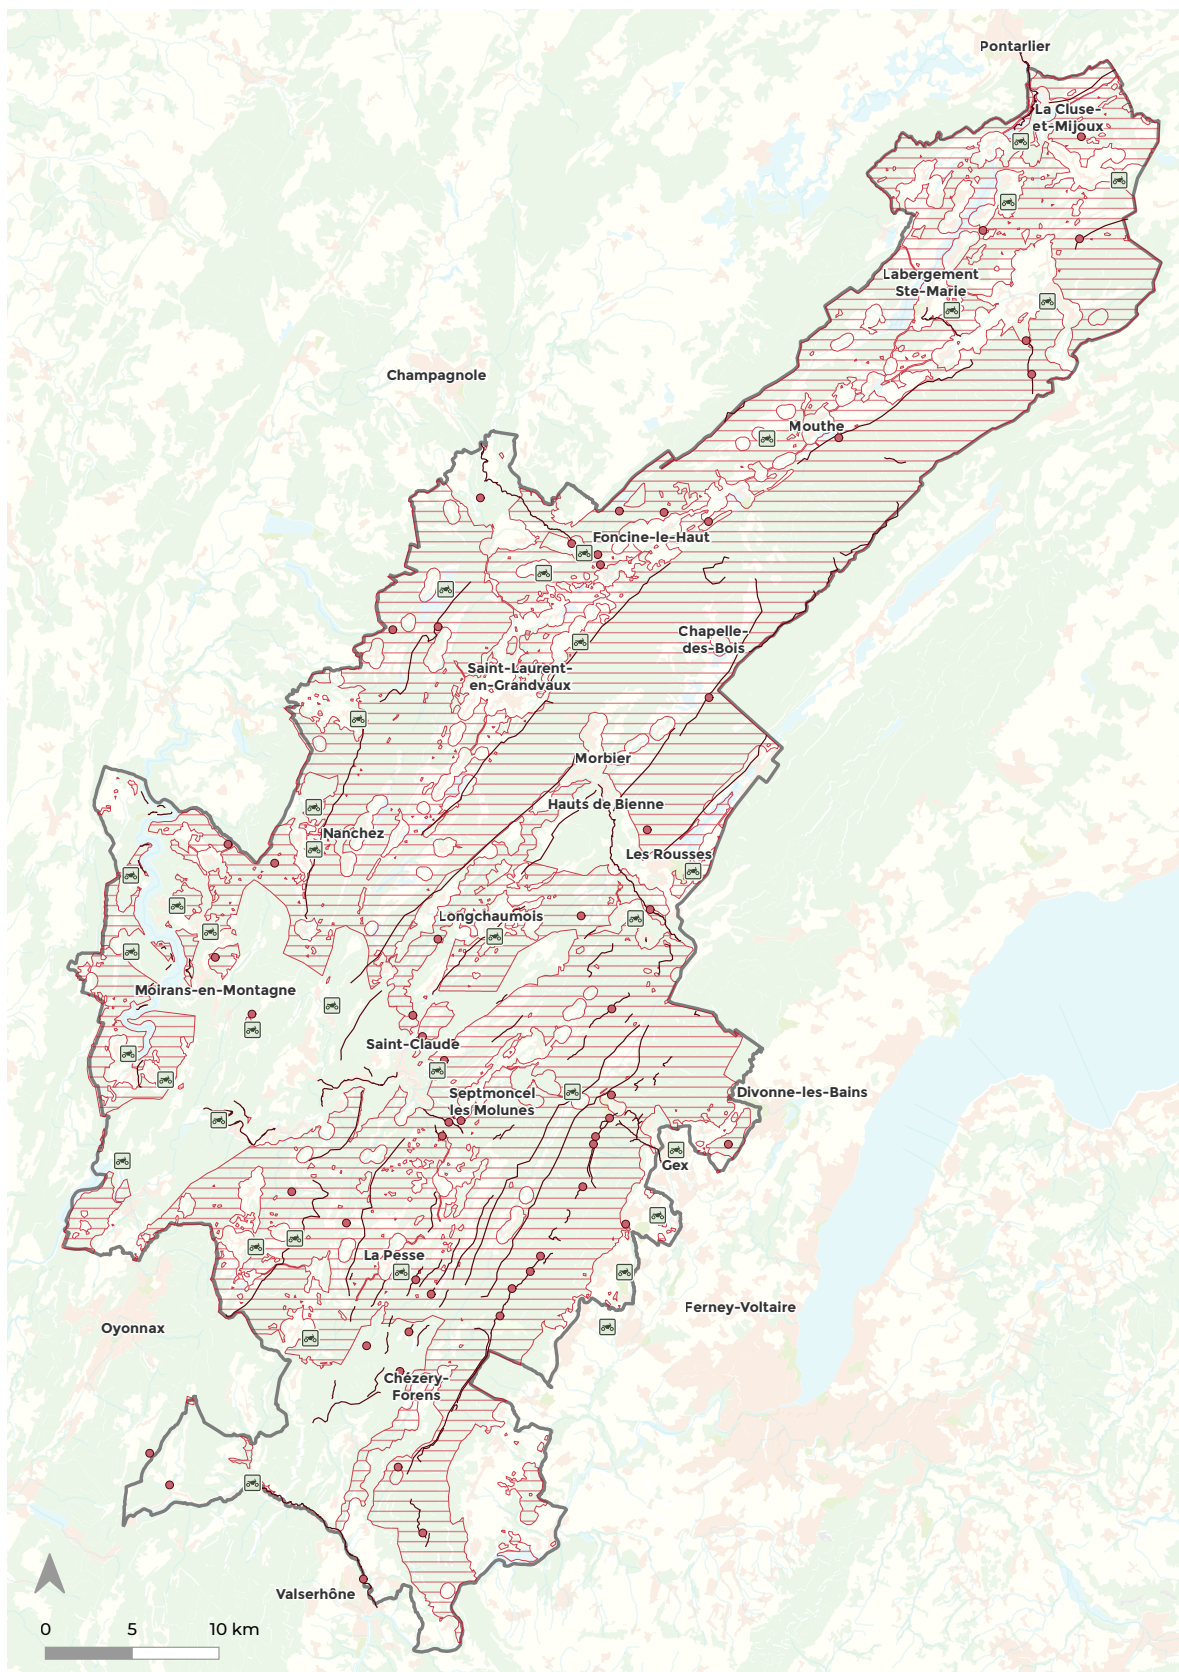 Pontarlier
La Cluse-
et-Mijoux
Labergement
Ste-Marie
Champagnole
Mouthe
Foncine-le-Haut
Chapelle-
des-Bois
Saint-Laurent-
en-Grandvaux
Morbier
Hauts de Bienne
Nanchez
Les Rousses
Longchaumois
Moirans-en-Montagne
Saint-Claude
Septmoncel
les Molunes
Divonne-les-Bains
Gex
La Pesse
Ferney-Voltaire
Oyonnax
Chézery-
Forens
Valserhône
0 5 10 km